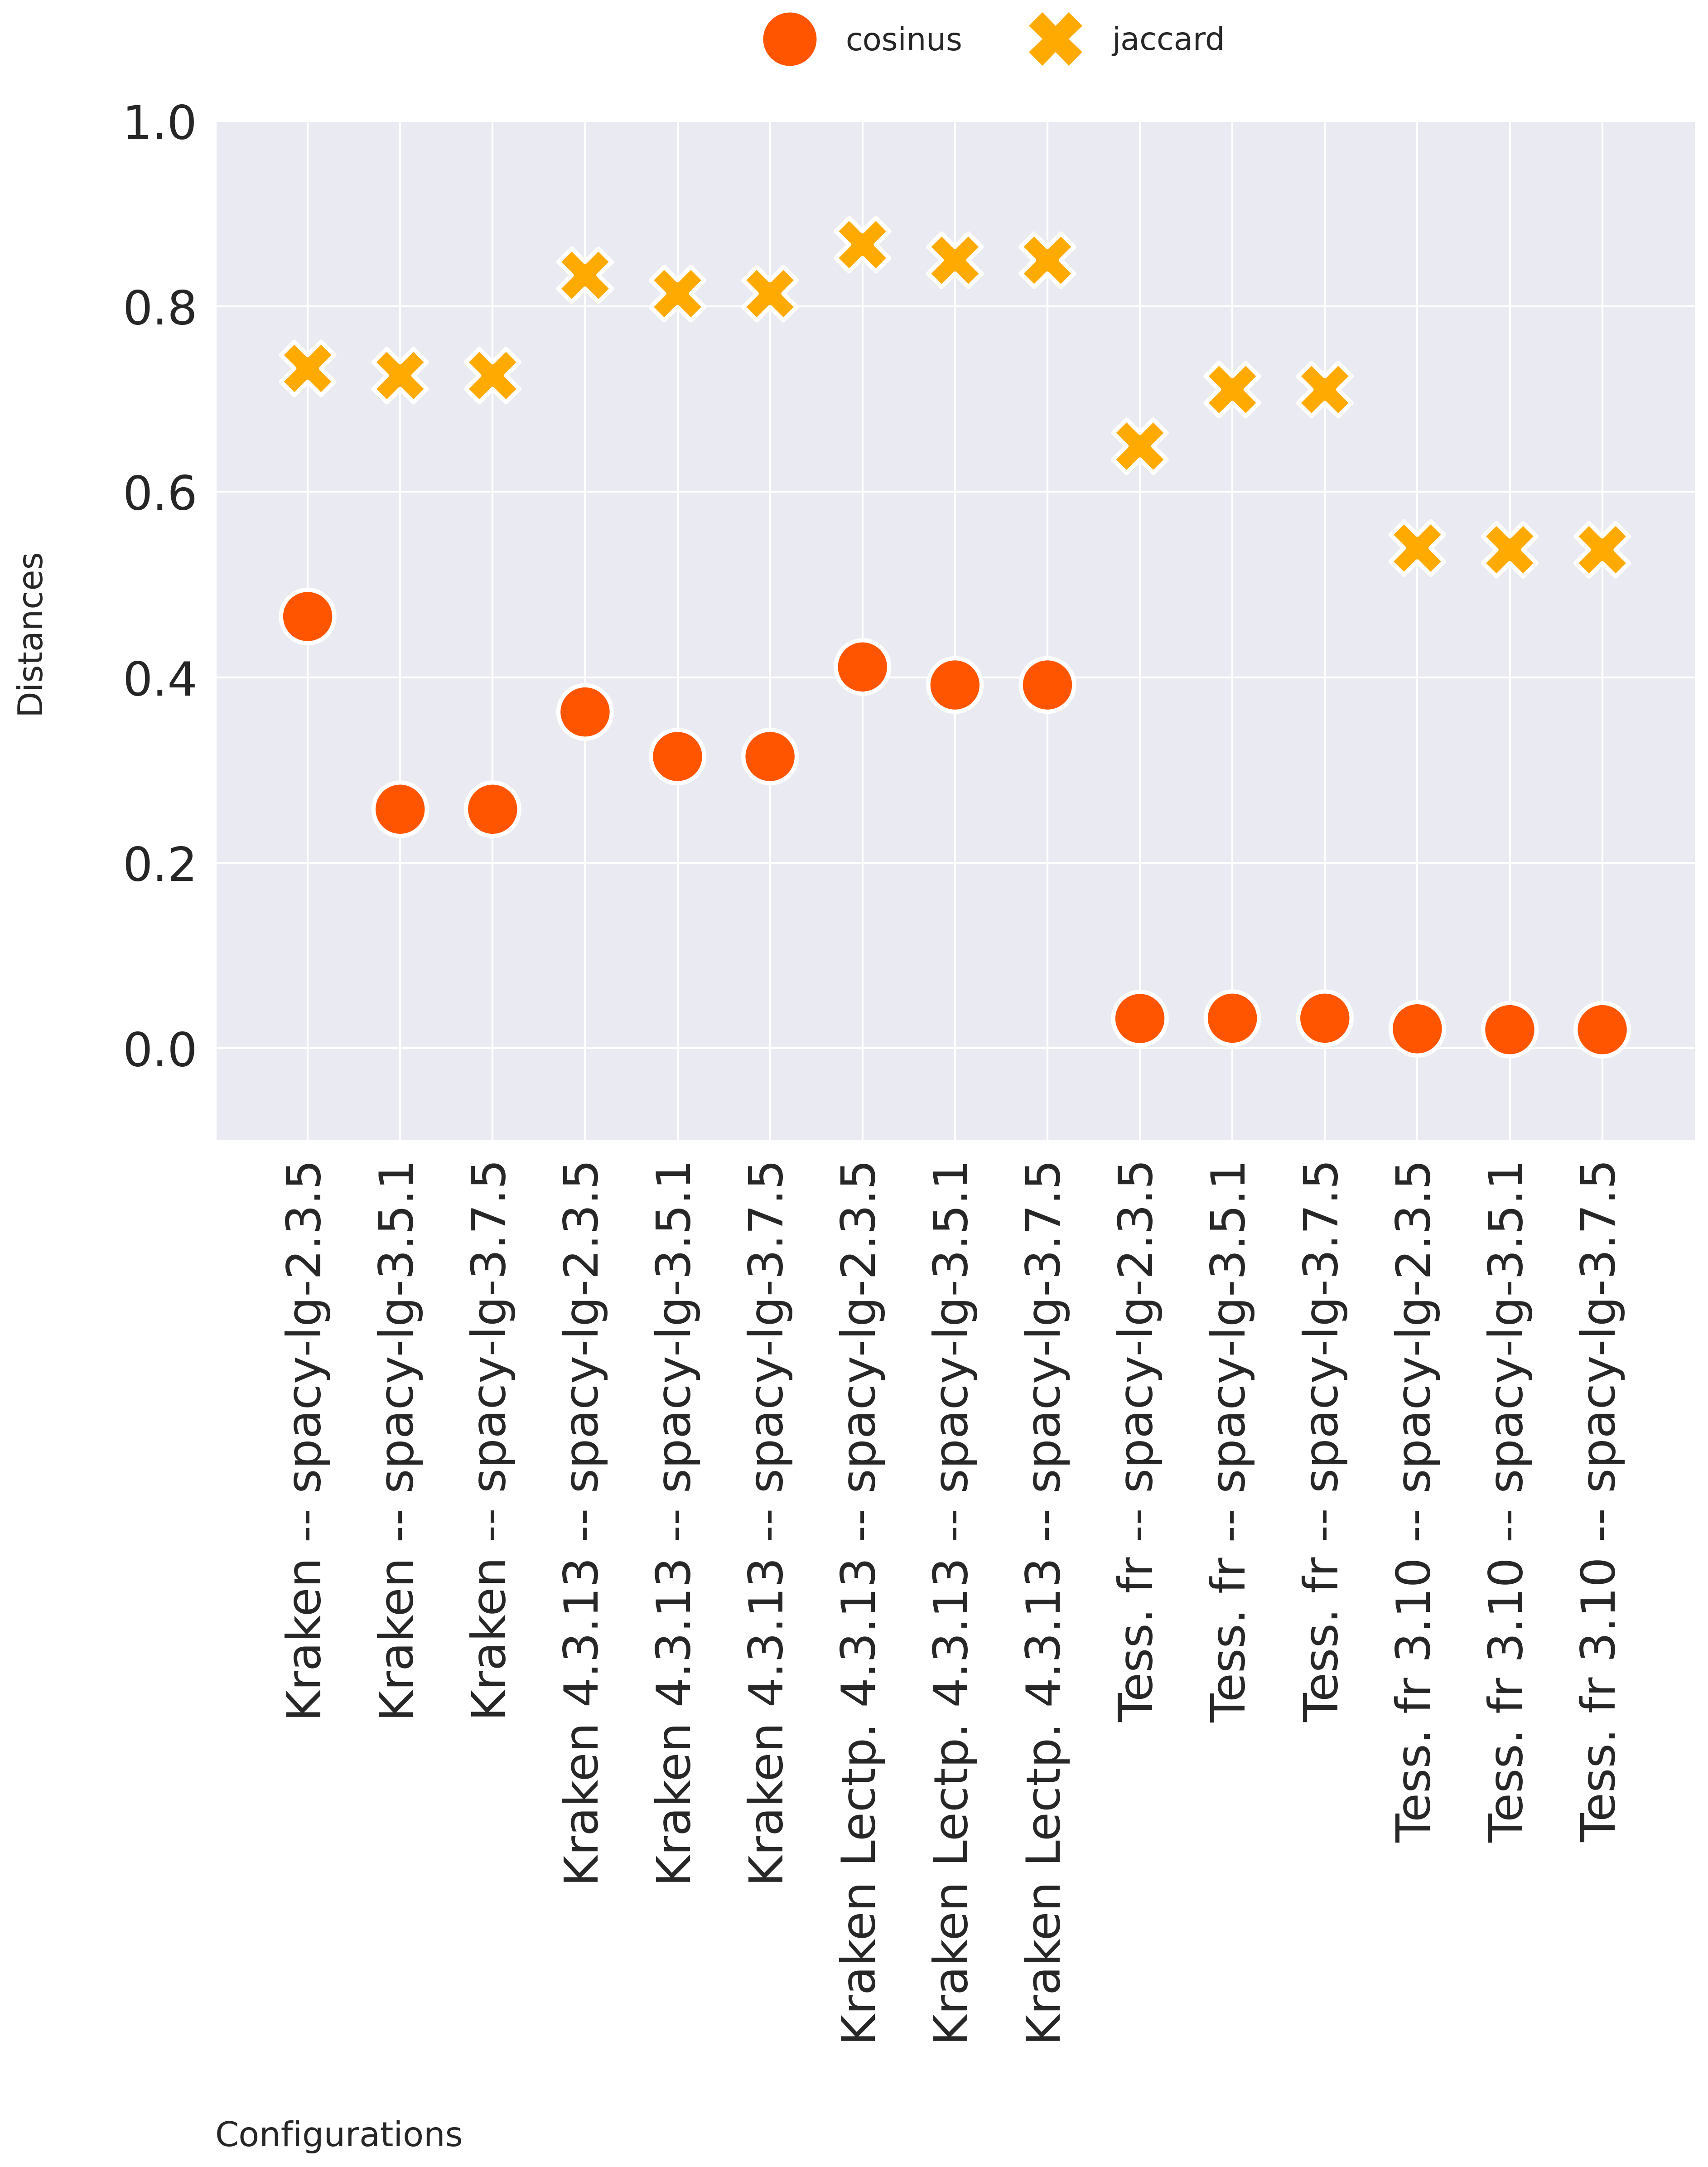 cosinus jaccard
1.0
0.8
0.6
0.4
0.2
0.0
Distances
Kraken -- spacy-lg-2.3.5
Kraken -- spacy-lg-3.5.1
Kraken -- spacy-lg-3.7.5
Kraken 4.3.13 -- spacy-lg-2.3.5
Kraken 4.3.13 -- spacy-lg-3.5.1
Kraken 4.3.13 -- spacy-lg-3.7.5
Kraken Lectp. 4.3.13 -- spacy-lg-2.3.5
Kraken Lectp. 4.3.13 -- spacy-lg-3.5.1
Kraken Lectp. 4.3.13 -- spacy-lg-3.7.5
Tess. fr -- spacy-lg-2.3.5
Tess. fr -- spacy-lg-3.5.1
Tess. fr -- spacy-lg-3.7.5
Tess. fr 3.10 -- spacy-lg-2.3.5
Tess. fr 3.10 -- spacy-lg-3.5.1
Tess. fr 3.10 -- spacy-lg-3.7.5
Configurations